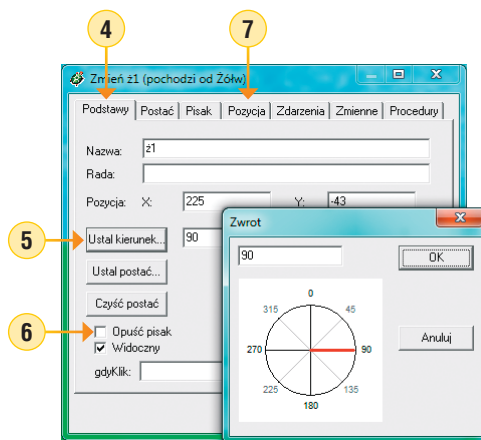 4 7
Zmień ż1 (pochodzi od Żółw)
Podstawy Postać Pisak Pozycja Zdarzenia Zmienne Procedury
Nazwa: ż1
Rada:
Pozycja: X: 225 Y: -43
Zwrot
5 Ustal kierunek... 90
90 OK
Ustal postać...
Czyść postać
0
315 45
270 90
225 135
180
Anuluj
6 Opuść pisak
Widoczny
gdyKlik: